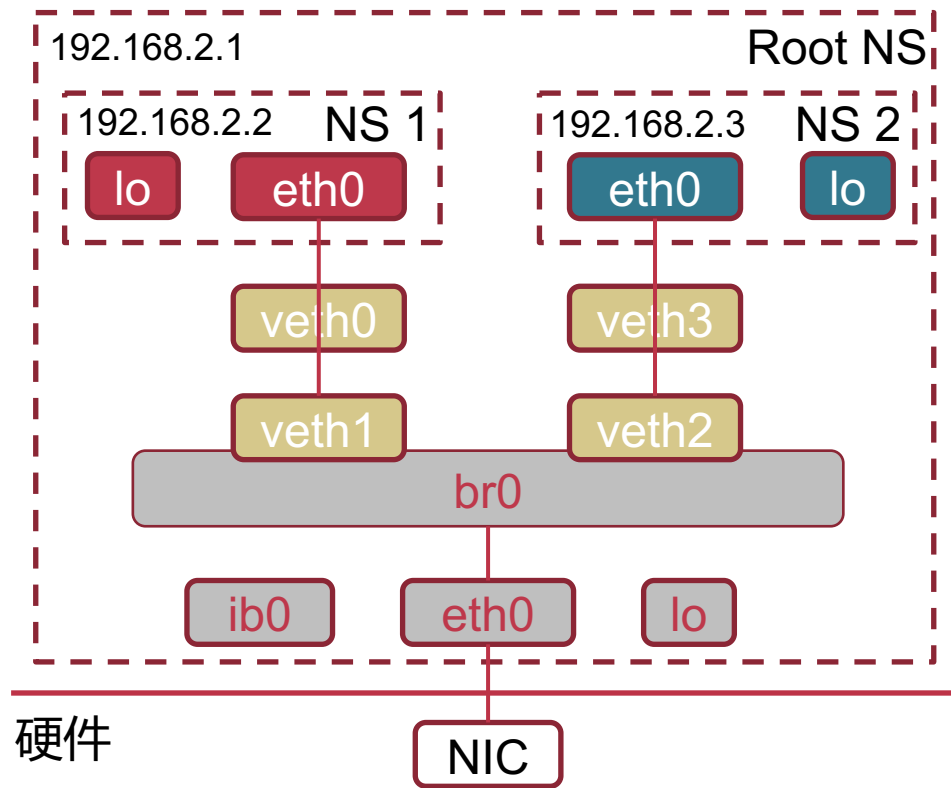 192.168.2.1
Root NS
192.168.2.2
NS 1
192.168.2.3
NS 2
lo
eth0
eth0
lo
veth0
veth3
veth1
veth2
br0
ib0
eth0
lo
硬件
NIC